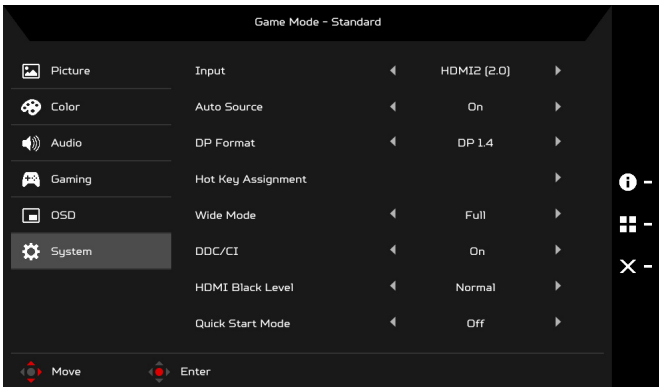 Game Mode - Standard
Picture
Input
HDMI2 (2.0)
Color
Auto Source
On
Audio
DP Format
DP 1.4
Gaming
Hot Key Assignment
OSD
Wide Mode
Full
System
DDC/CI
On
HDMI Black Level
Normal
Quick Start Mode
Off
Move
Enter